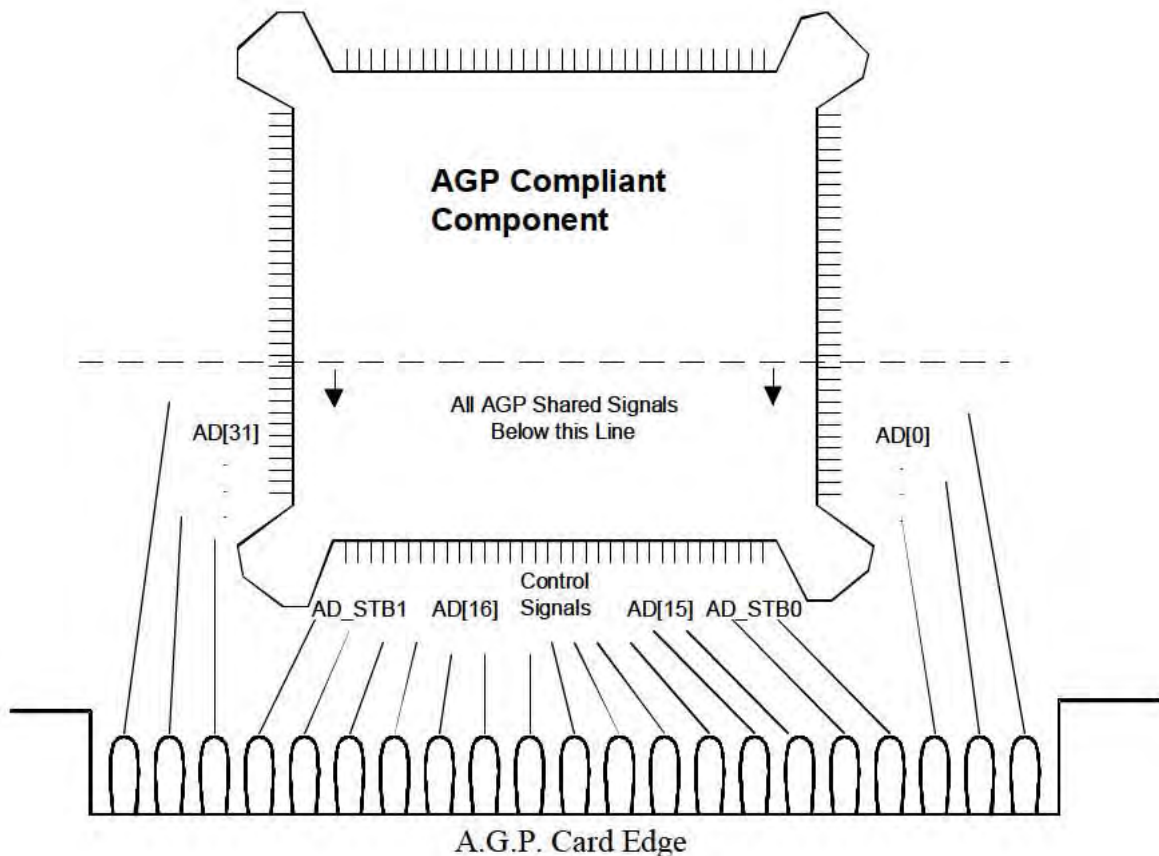 AGP Compliant
Component
All AGP Shared Signals
Below this Line
AD[31]
AD[0]
Control
Signals
AD_STB1
AD[16]
AD[15]
AD_STB0
A.G.P. Card Edge